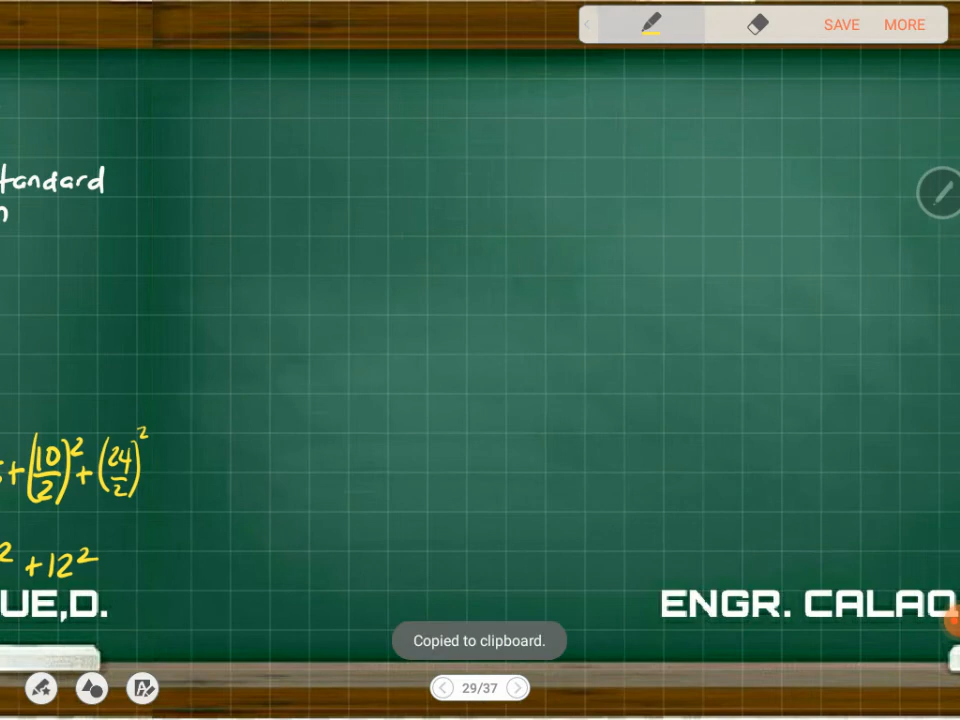 SAVE MORE
tandard
n
+(10/2)²+(24/2)²
² +12²
UE,D. ENGR. CALAO
Copied to clipboard.
29/37